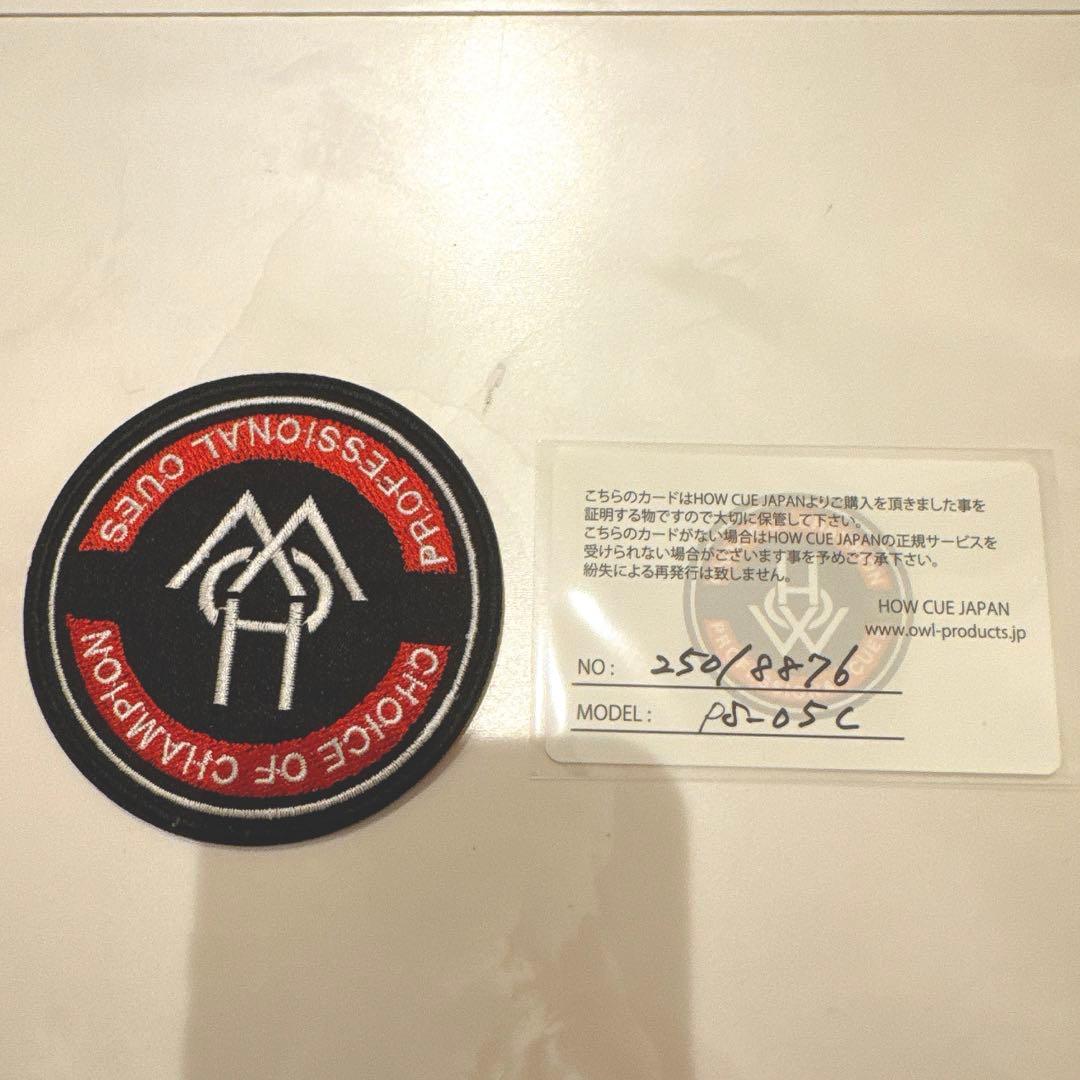 CHOICE OF CHAMPION
PROFESSIONAL CUES
こちらのカードはHOW CUE JAPANよりご購入を頂きました事を
証明する物ですので大切に保管して下さい。
こちらのカードがない場合はHOW CUE JAPANの正規サービスを
受けられない場合がございます事を予めご了承下さい。
紛失による再発行は致しません。
HOW CUE JAPAN
www.owl-products.jp
NO: 250/8876
MODEL: PS-05C